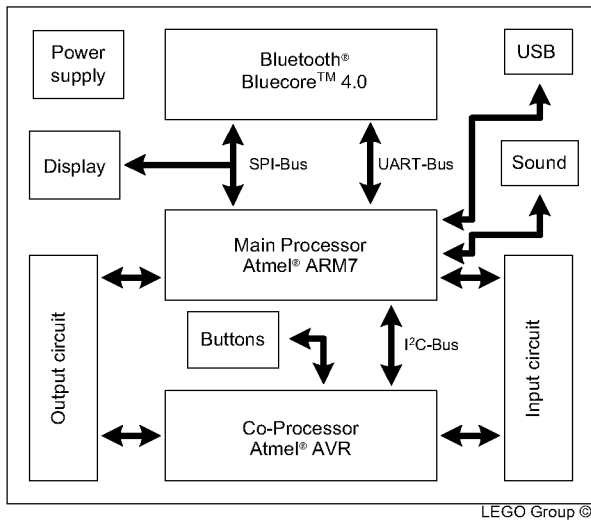 Power
supply
Bluetooth®
Bluecore™ 4.0
USB
Display
SPI-Bus
UART-Bus
Sound
Main Processor
Atmel® ARM7
Output circuit
Buttons
I²C-Bus
Input circuit
Co-Processor
Atmel® AVR
LEGO Group ©